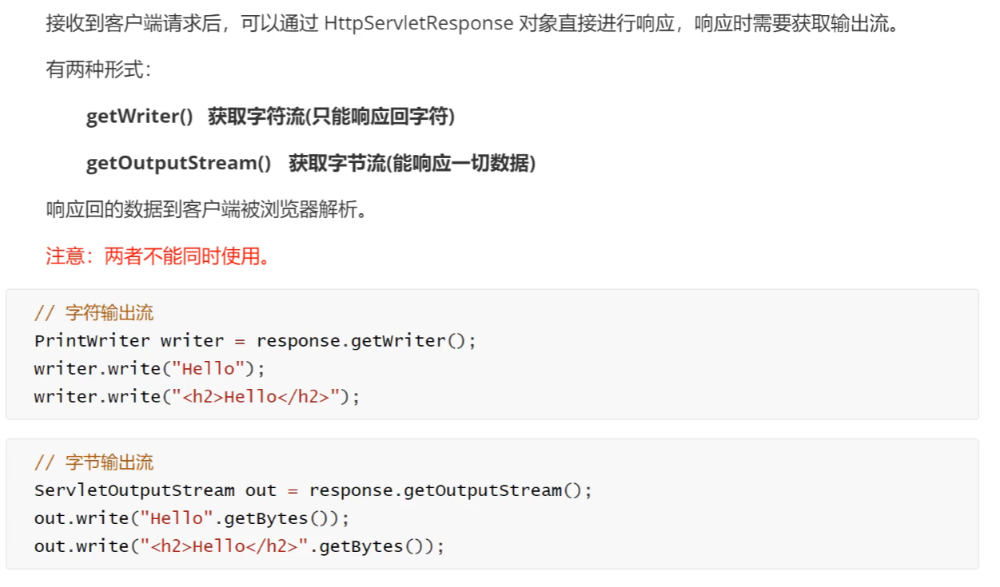 接收到客户端请求后，可以通过 HttpServletResponse 对象直接进行响应，响应时需要获取输出流。
有两种形式：
getWriter() 获取字符流(只能响应回字符)
getOutputStream() 获取字节流(能响应一切数据)
响应回的数据到客户端被浏览器解析。
注意：两者不能同时使用。
// 字符输出流
PrintWriter writer = response.getWriter();
writer.write("Hello");
writer.write("<h2>Hello</h2>");
// 字节输出流
ServletOutputStream out = response.getOutputStream();
out.write("Hello".getBytes());
out.write("<h2>Hello</h2>".getBytes());